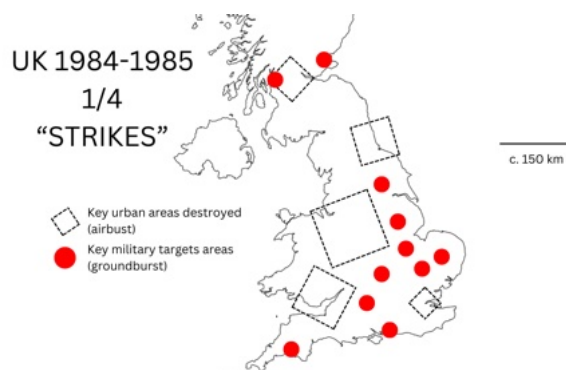 UK 1984-1985
1/4
“STRIKES”
c. 150 km
Key urban areas destroyed
(airbust)
Key military targets areas
(groundburst)